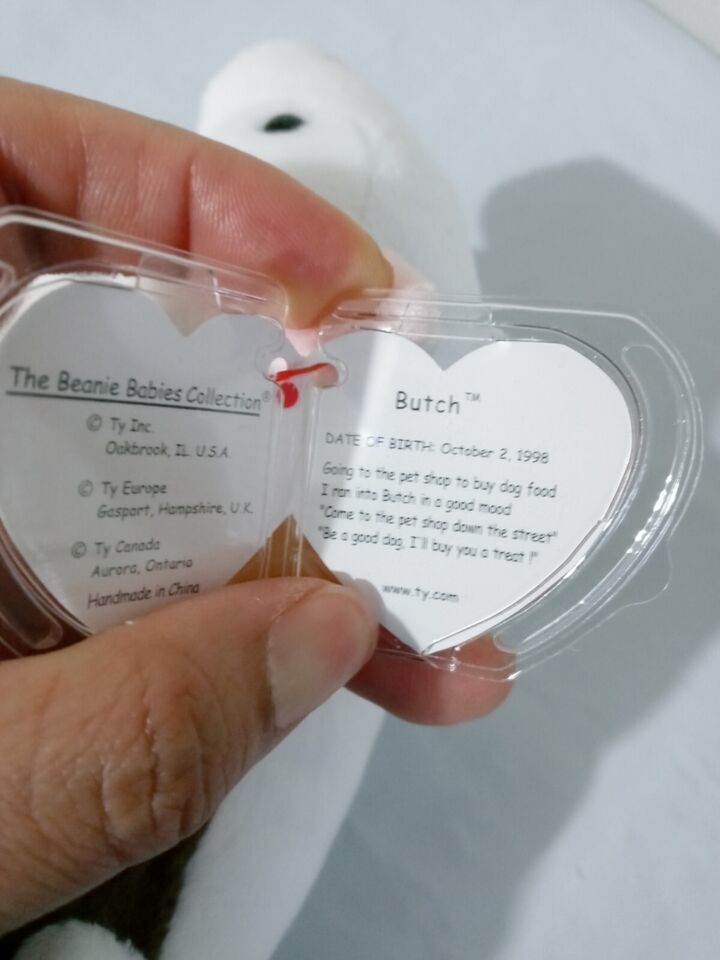 The Beanie Babies Collection®
© Ty Inc.
Oakbrook, IL. U.S.A.
© Ty Europe
Gasport, Hampshire, U.K.
© Ty Canada
Aurora, Ontario
Handmade in China
Butch™
DATE OF BIRTH: October 2, 1998
Going to the pet shop to buy dog food
I ran into Butch in a good mood
"Come to the pet shop down the street"
"Be a good dog, I'll buy you a treat !"
www.ty.com